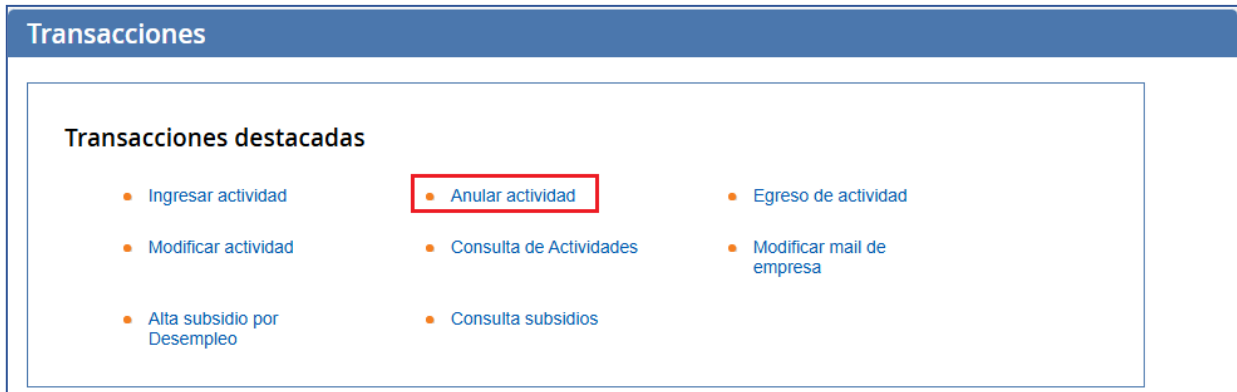 Transacciones
Transacciones destacadas
Ingresar actividad
Anular actividad
Egreso de actividad
Modificar actividad
Consulta de Actividades
Modificar mail de
empresa
Alta subsidio por
Desempleo
Consulta subsidios